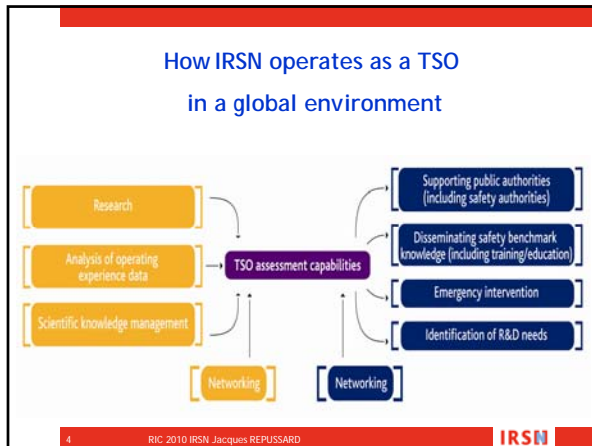 How IRSN operates as a TSO
in a global environment
Research
Analysis of operating
experience data
Scientific knowledge management
Networking
TSO assessment capabilities
Networking
Supporting public authorities
(including safety authorities)
Disseminating safety benchmark
knowledge (including training/education)
Emergency intervention
Identification of R&D needs
4 RIC 2010 IRSN Jacques REPUSSARD IRSN